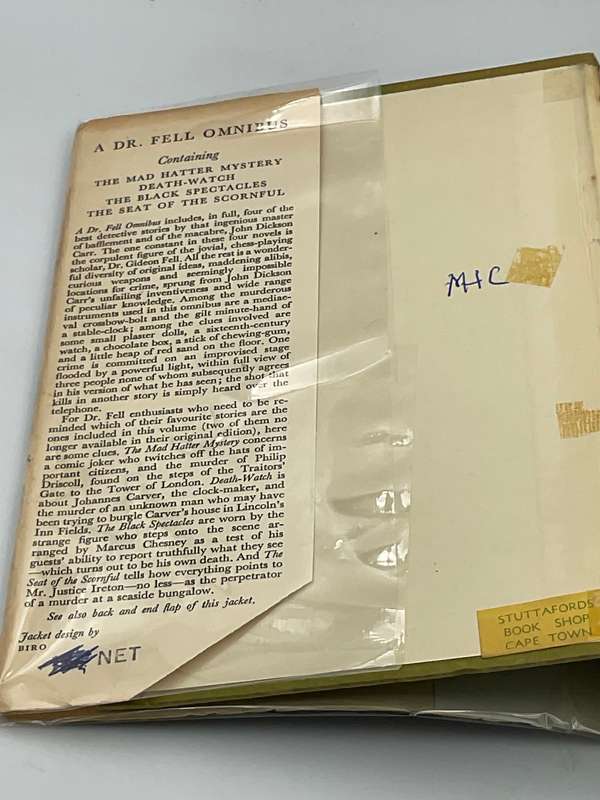 A DR. FELL OMNIBUS
Containing
THE MAD HATTER MYSTERY
DEATH-WATCH
THE BLACK SPECTACLES
THE SEAT OF THE SCORNFUL
A Dr. Fell Omnibus includes, in full, four of the
best detective stories by that ingenious master
of bafflement and of the macabre, John Dickson
Carr. The one constant in these four novels is
the corpulent figure of the jovial, chess-playing
scholar, Dr. Gideon Fell. All the rest is a wonder-
ful diversity of original ideas, maddening alibis,
curious weapons and seemingly impossible
locations for crime, sprung from John Dickson
Carr's unfailing inventiveness and wide range
of peculiar knowledge. Among the murderous
instruments used in this omnibus are a mediae-
val crossbow-bolt and the gilt minute-hand of
a stable-clock; among the clues involved are
some small plaster dolls, a sixteenth-century
watch, a chocolate box, a stick of chewing-gum,
and a little heap of red sand on the floor. One
crime is committed on an improvised stage
flooded by a powerful light, within full view of
three people none of whom subsequently agrees
in his version of what he has seen; the shot that
kills in another story is simply heard over the
telephone.
For Dr. Fell enthusiasts who need to be re-
minded which of their favourite stories are the
ones included in this volume (two of them no
longer available in their original edition), here
are some clues. The Mad Hatter Mystery concerns
a comic joker who twitches off the hats of im-
portant citizens, and the murder of Philip
Driscoll, found on the steps of the Traitors'
Gate to the Tower of London. Death-Watch is
about Johannes Carver, the clock-maker, and
the murder of an unknown man who may have
been trying to burgle Carver's house in Lincoln's
Inn Fields. The Black Spectacles are worn by the
strange figure who steps onto the scene ar-
ranged by Marcus Chesney as a test of his
guests' ability to report truthfully what they see
—which turns out to be his own death. And The
Seat of the Scornful tells how everything points to
Mr. Justice Ireton—no less—as the perpetrator
of a murder at a seaside bungalow.
See also back and end flap of this jacket.
Jacket design by
BIRO
NET
M+C
STUTTAFORDS
BOOK SHOP
CAPE TOWN